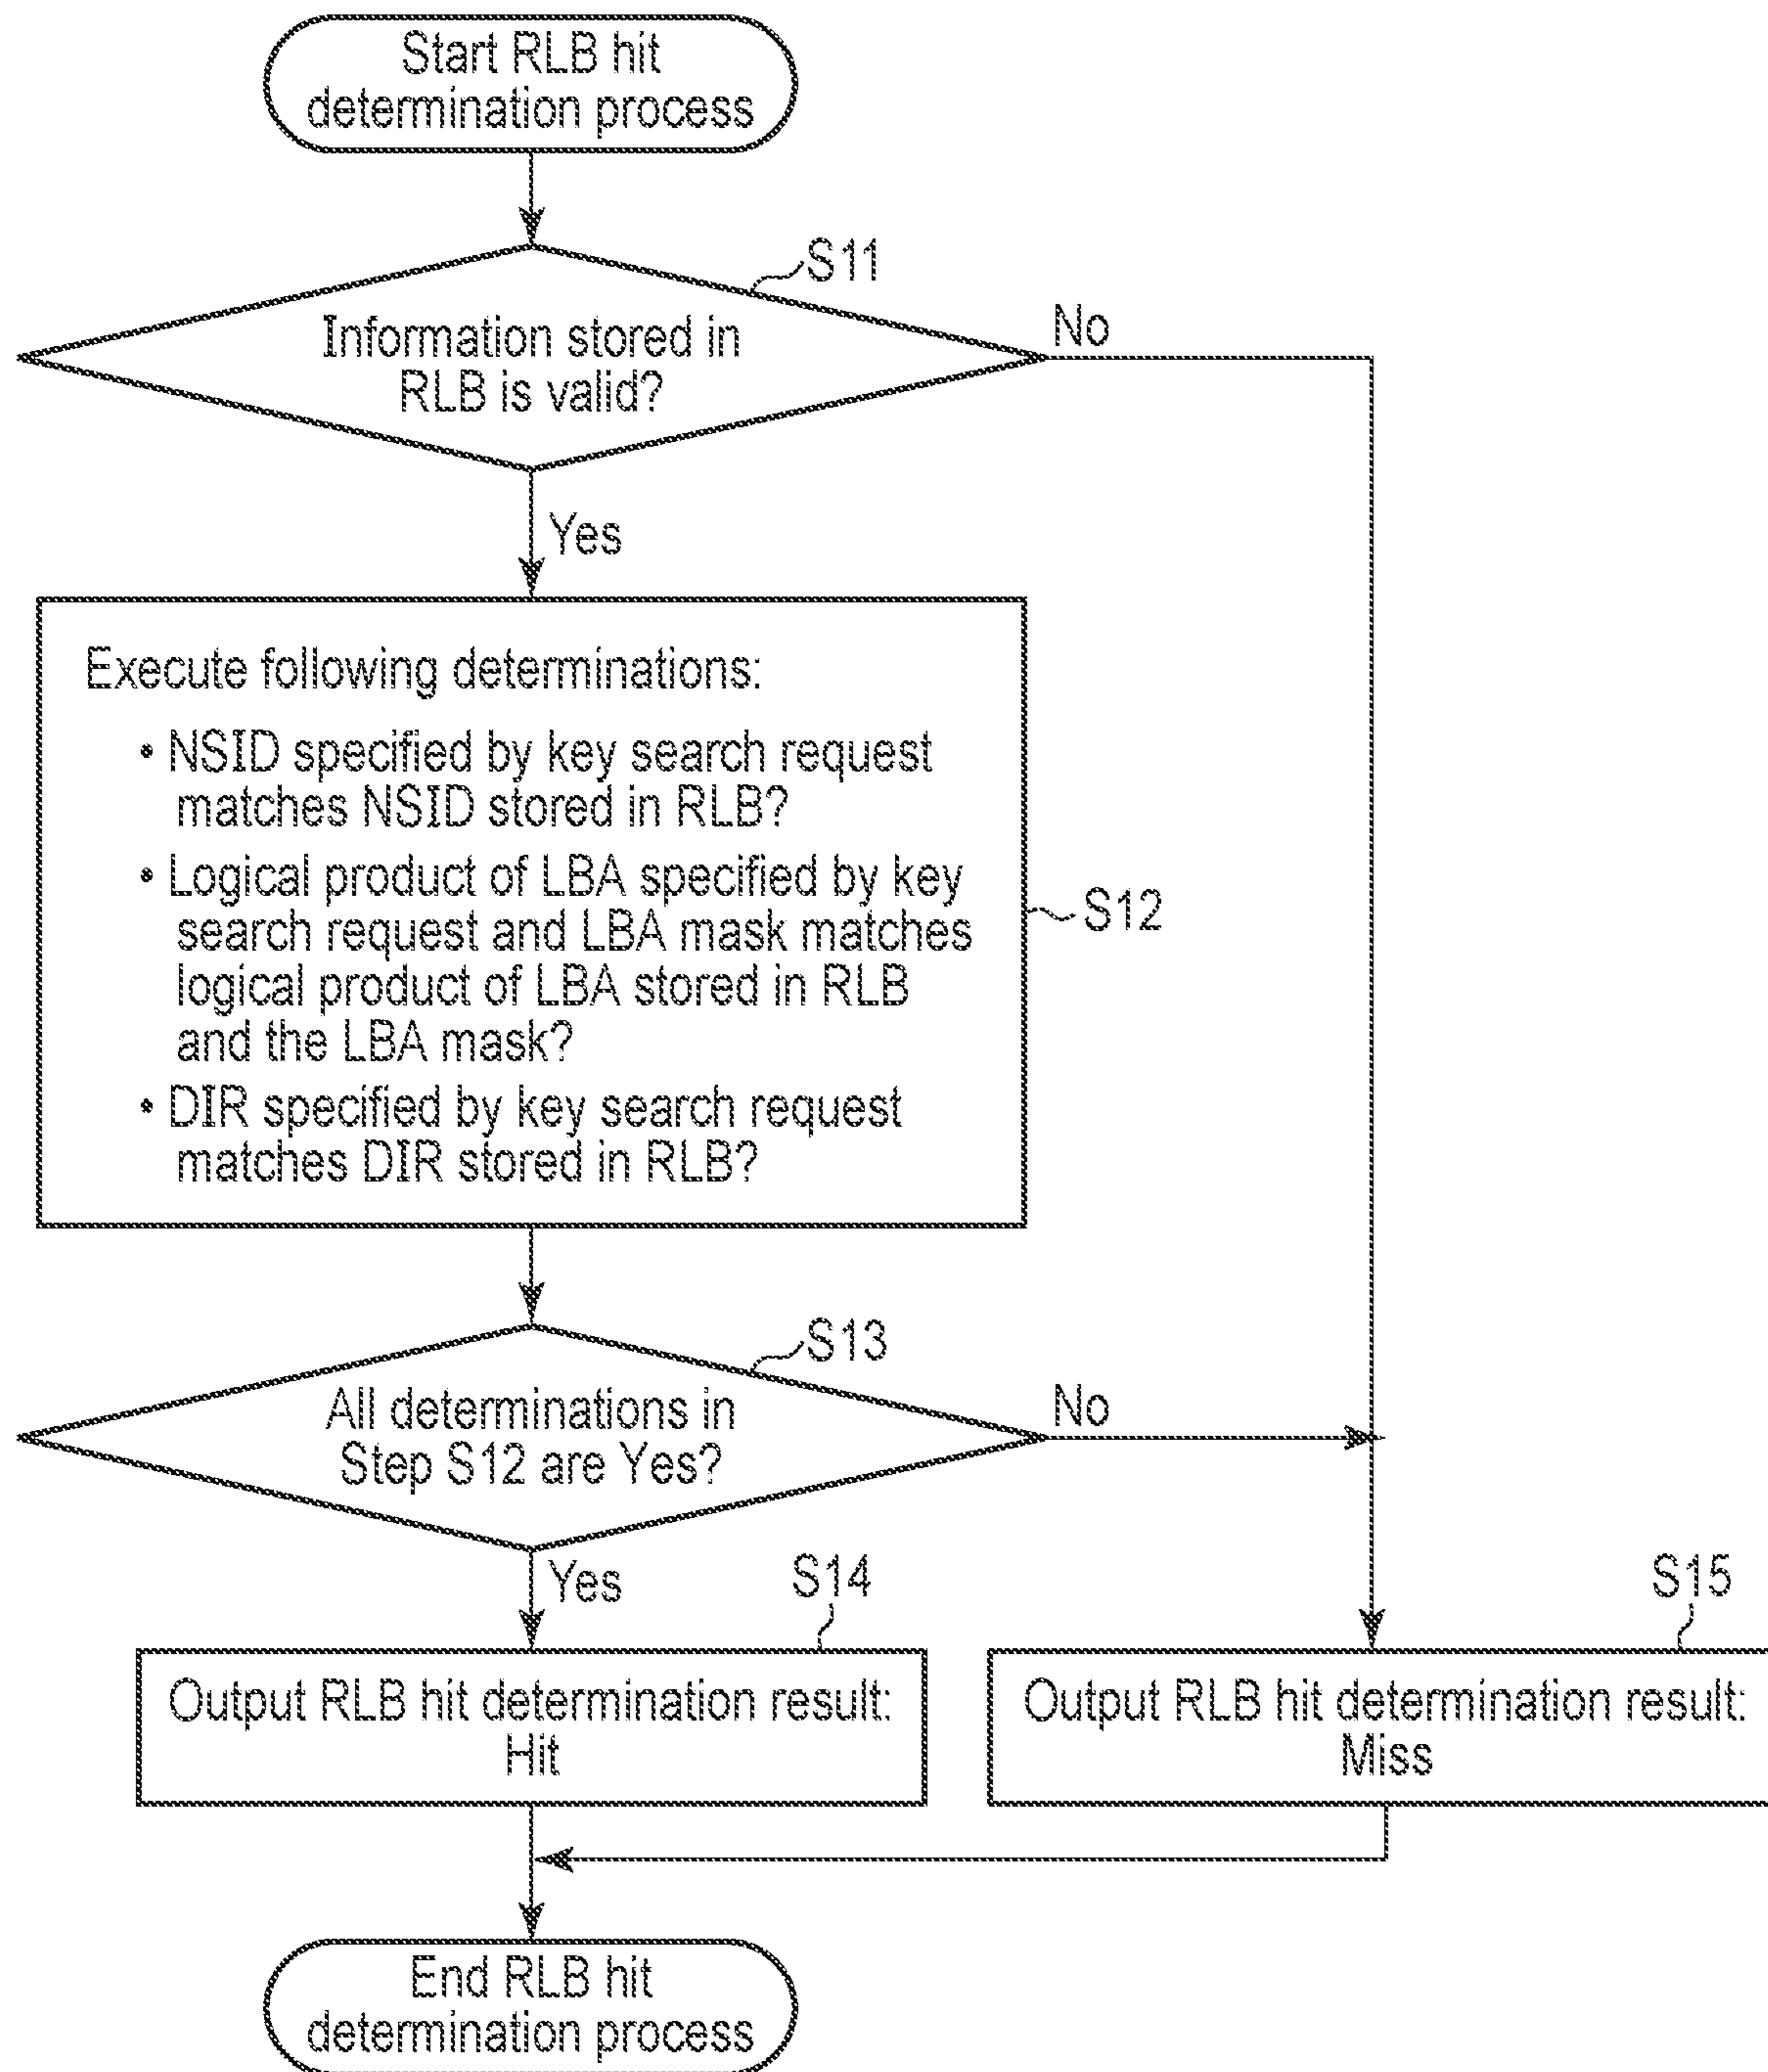 Start RLB hit
determination process
S11
Information stored in
RLB is valid?
No
Yes
Execute following determinations:
• NSID specified by key search request
matches NSID stored in RLB?
• Logical product of LBA specified by key
search request and LBA mask matches
logical product of LBA stored in RLB
and the LBA mask?
• DIR specified by key search request
matches DIR stored in RLB?
S12
S13
All determinations in
Step S12 are Yes?
No
Yes
S14
S15
Output RLB hit determination result:
Hit
Output RLB hit determination result:
Miss
End RLB hit
determination process